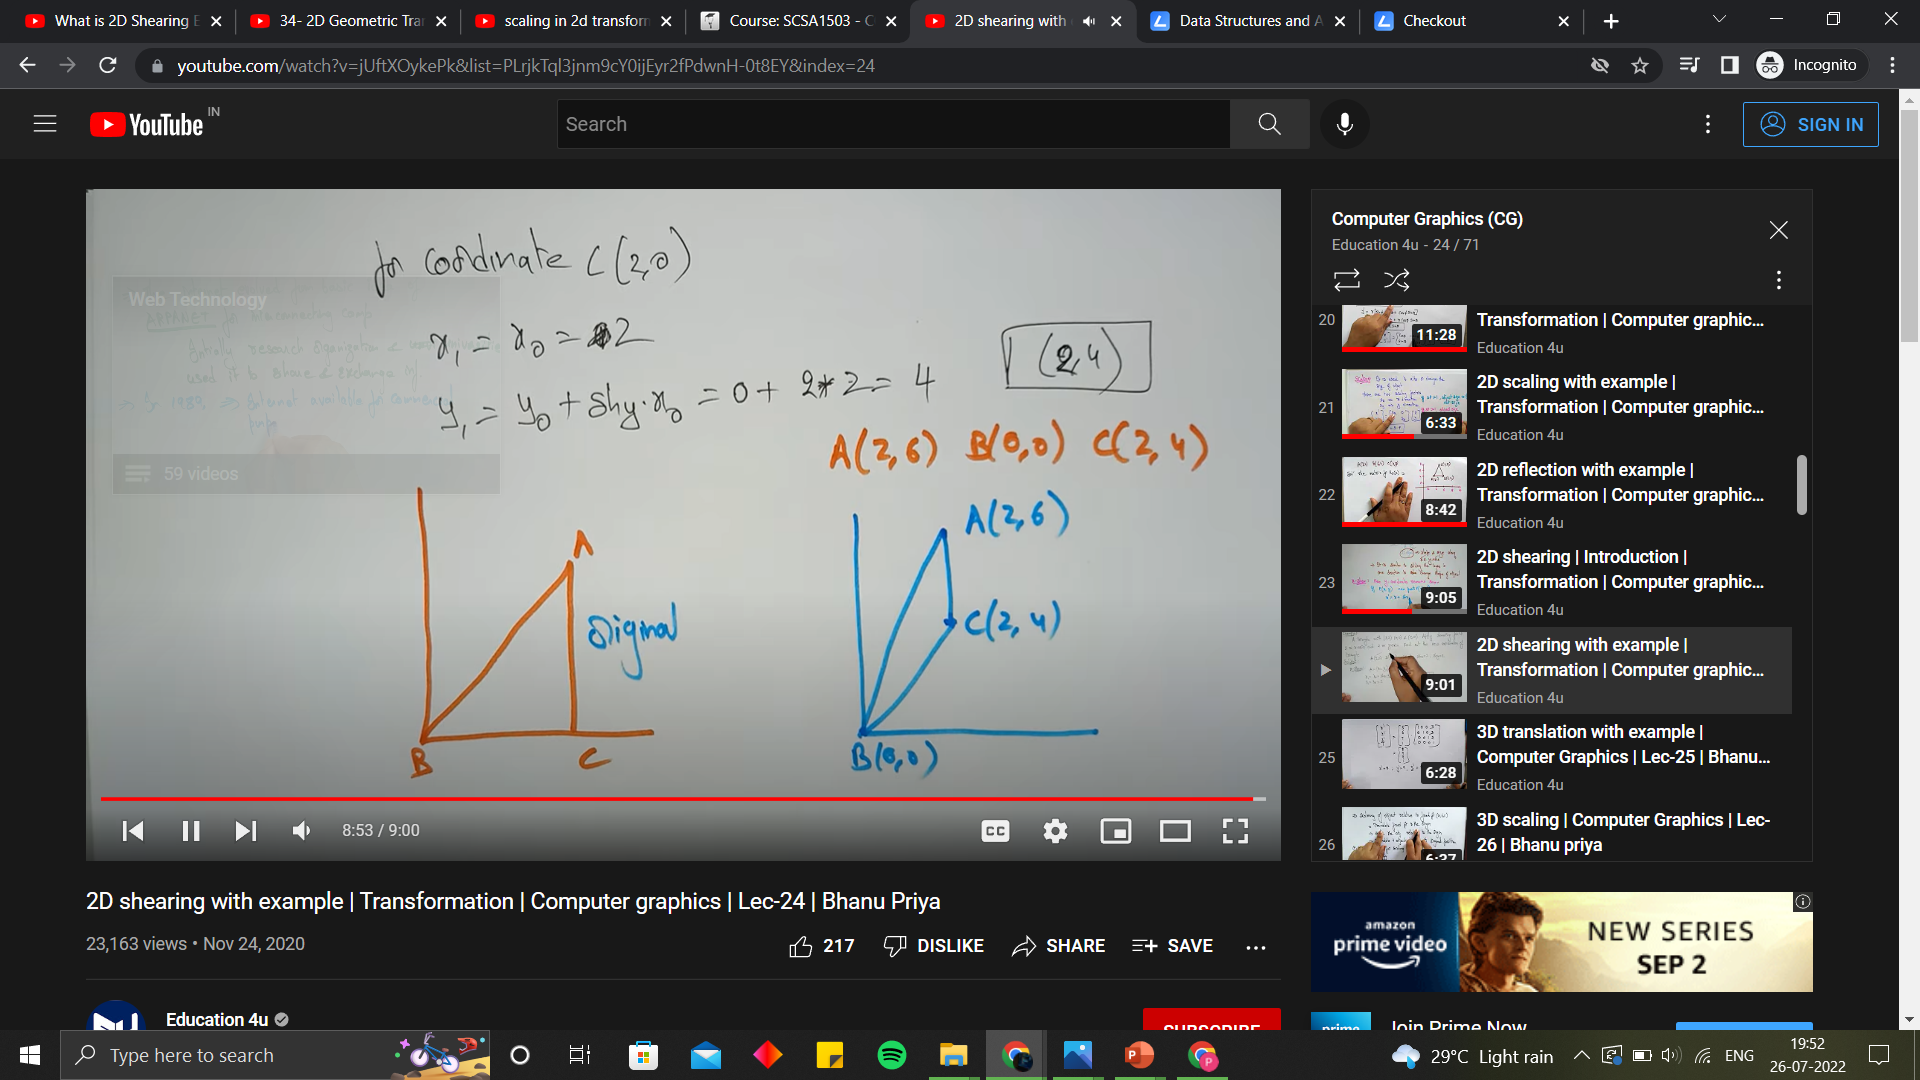 What is 2D Shearing E
34- 2D Geometric Tra
scaling in 2d transform
Course: SCSA1503 - C
2D shearing with
Data Structures and A
Checkout
youtube.com/watch?v=jUftXOykePk&list=PLrjkTql3jnm9cY0ijEyr2fPdwnH-0t8EY&index=24
Incognito
YouTube IN
Search
SIGN IN
for coordinate C(2,0)
Web Technology
x₁ = x₀ = 2
y₁ = y₀ + shy·x₀ = 0 + 2*2 = 4
(2,4)
59 videos
A(2,6) B(0,0) C(2,4)
A
B
C
original
A(2,6)
C(2,4)
B(0,0)
8:53 / 9:00
CC
Computer Graphics (CG)
Education 4u - 24 / 71
20
11:28
Transformation | Computer graphic...
Education 4u
21
6:33
2D scaling with example |
Transformation | Computer graphic...
Education 4u
22
8:42
2D reflection with example |
Transformation | Computer graphic...
Education 4u
23
9:05
2D shearing | Introduction |
Transformation | Computer graphic...
Education 4u
9:01
2D shearing with example |
Transformation | Computer graphic...
Education 4u
25
6:28
3D translation with example |
Computer Graphics | Lec-25 | Bhanu...
Education 4u
26
6:37
3D scaling | Computer Graphics | Lec-
26 | Bhanu priya
2D shearing with example | Transformation | Computer graphics | Lec-24 | Bhanu Priya
23,163 views • Nov 24, 2020
217
DISLIKE
SHARE
SAVE
amazon
prime video
NEW SERIES
SEP 2
Education 4u
SUBSCRIBE
prime
Join Prime Now
Type here to search
29°C Light rain
ENG
19:52
26-07-2022